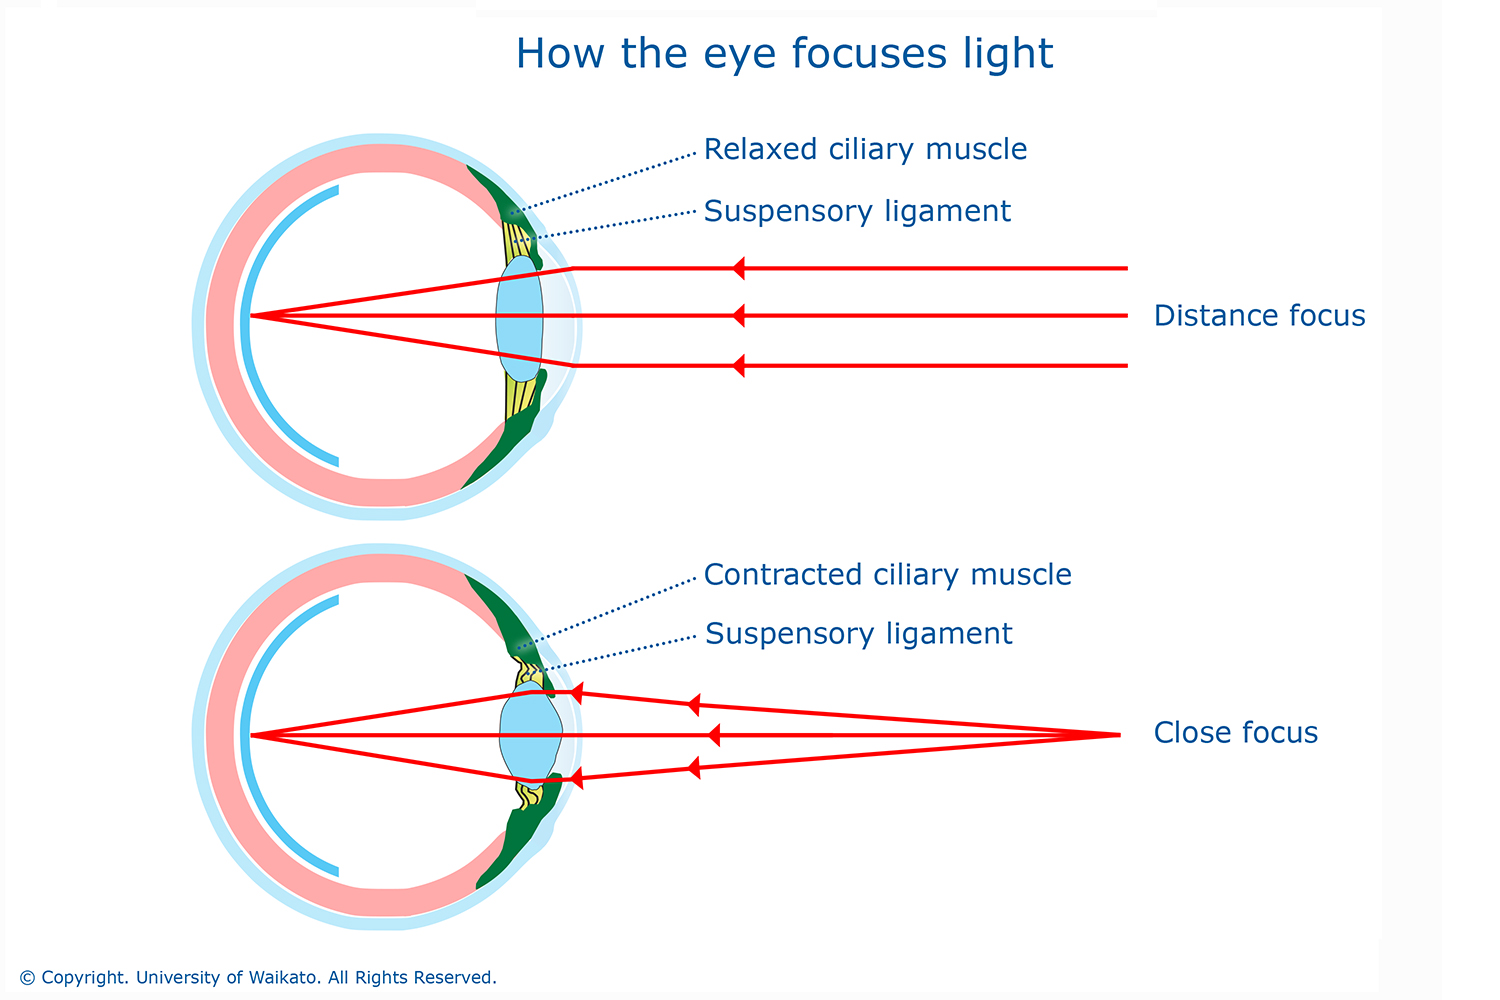 How the eye focuses light
Relaxed ciliary muscle
Suspensory ligament
Distance focus
Contracted ciliary muscle
Suspensory ligament
Close focus
© Copyright. University of Waikato. All Rights Reserved.